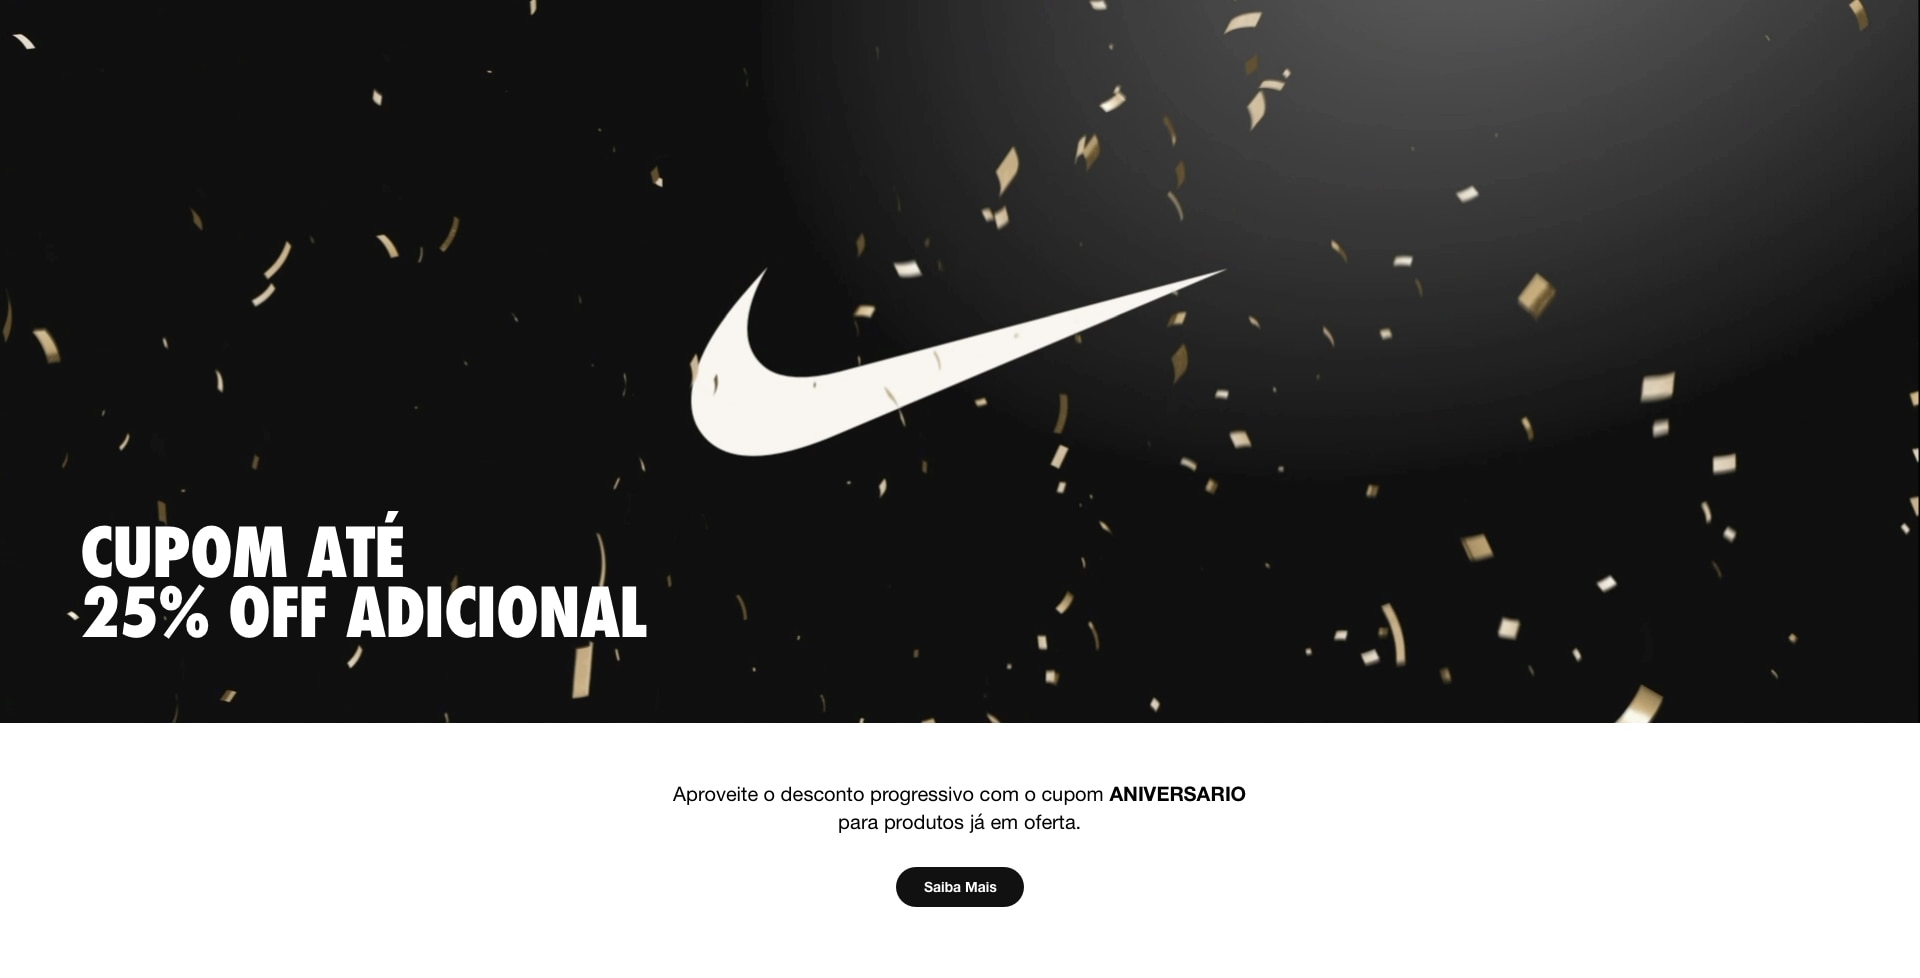 CUPOM ATÉ
25% OFF ADICIONAL
Aproveite o desconto progressivo com o cupom ANIVERSARIO
para produtos já em oferta.
Saiba Mais